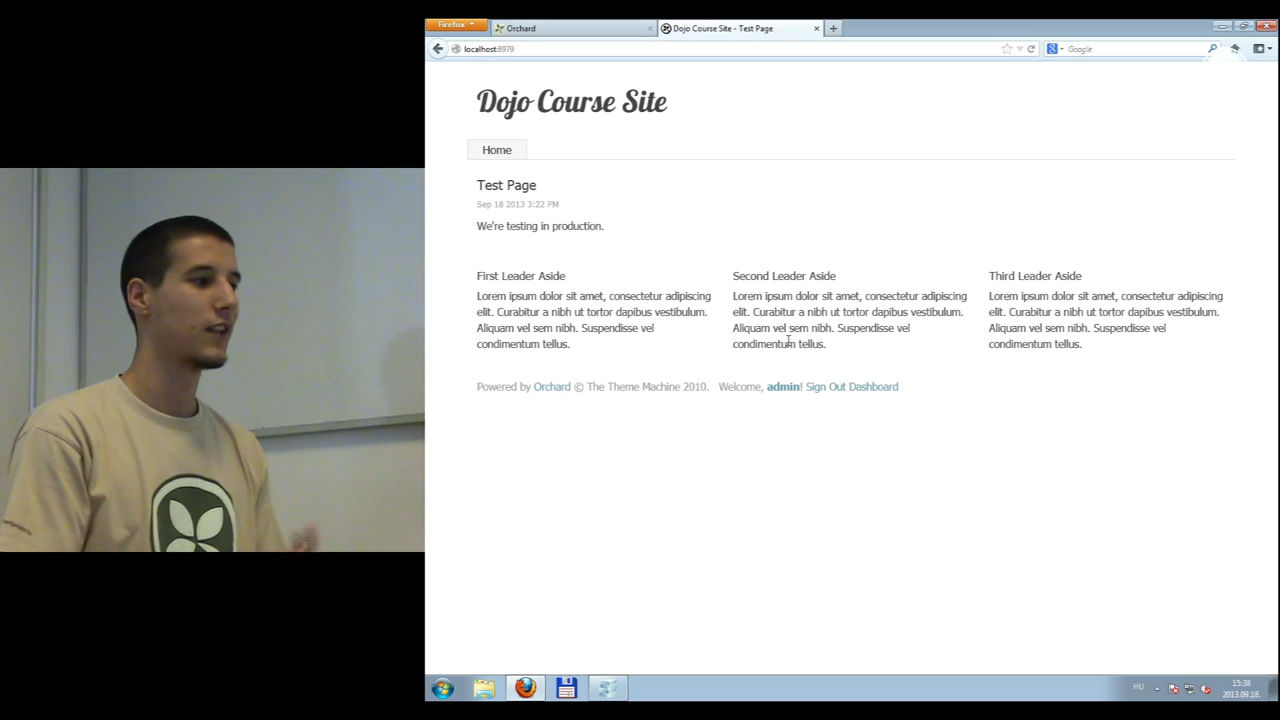 Firefox
Orchard
Dojo Course Site - Test Page
localhost:8979
Google
Dojo Course Site
Home
Test Page
Sep 18 2013 3:22 PM
We're testing in production.
First Leader Aside
Lorem ipsum dolor sit amet, consectetur adipiscing
elit. Curabitur a nibh ut tortor dapibus vestibulum.
Aliquam vel sem nibh. Suspendisse vel
condimentum tellus.
Second Leader Aside
Lorem ipsum dolor sit amet, consectetur adipiscing
elit. Curabitur a nibh ut tortor dapibus vestibulum.
Aliquam vel sem nibh. Suspendisse vel
condimentum tellus.
Third Leader Aside
Lorem ipsum dolor sit amet, consectetur adipiscing
elit. Curabitur a nibh ut tortor dapibus vestibulum.
Aliquam vel sem nibh. Suspendisse vel
condimentum tellus.
Powered by Orchard © The Theme Machine 2010. Welcome, admin! Sign Out Dashboard
HU
15:38
2013.09.18.